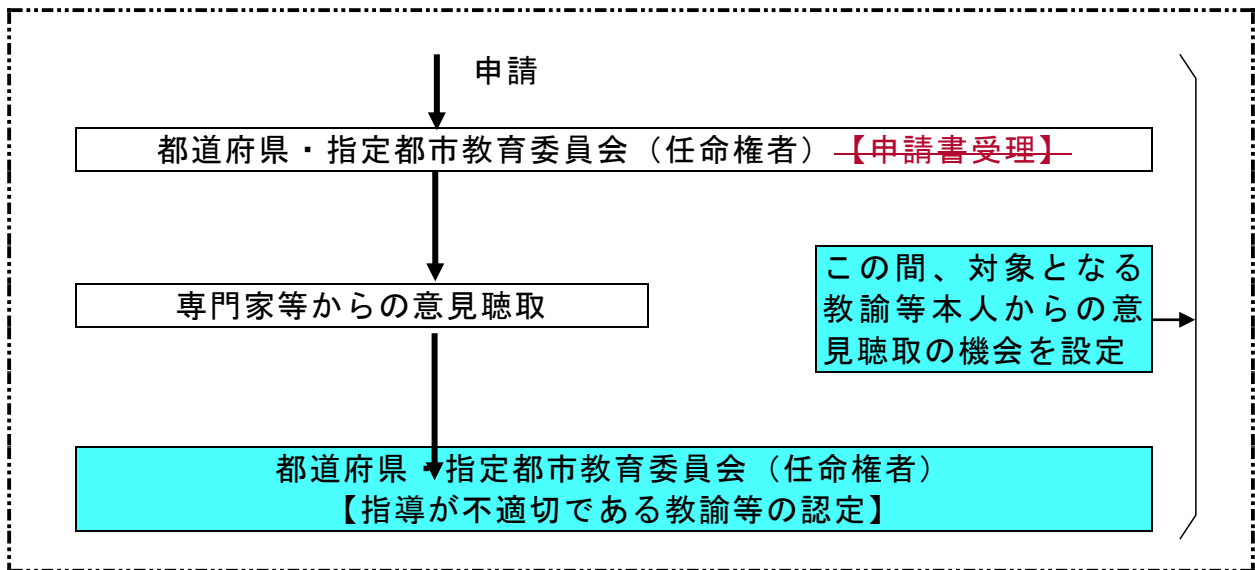 申請
都道府県・指定都市教育委員会（任命権者）【申請書受理】
専門家等からの意見聴取
この間、対象となる
教諭等本人からの意
見聴取の機会を設定
都道府県・指定都市教育委員会（任命権者）
【指導が不適切である教諭等の認定】